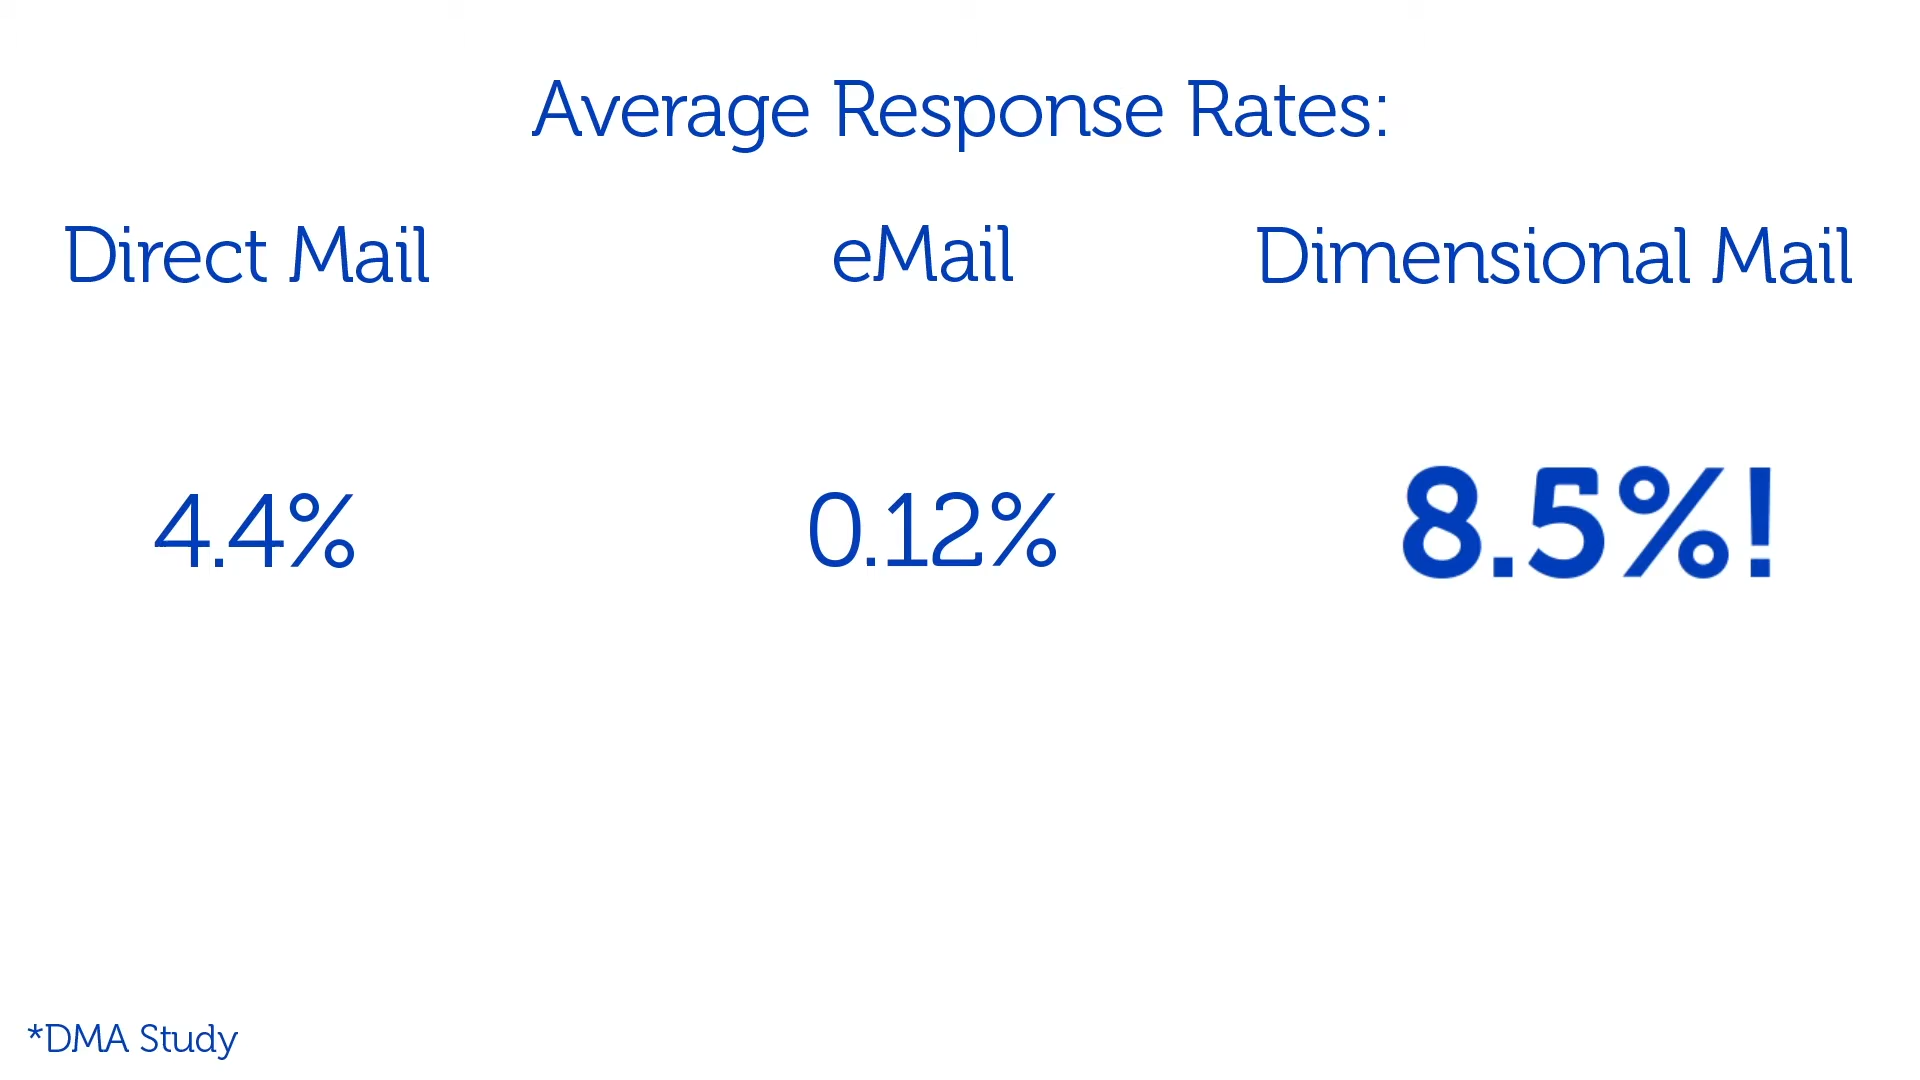 Average Response Rates:
Direct Mail
eMail
Dimensional Mail
4.4%
0.12%
8.5%!
*DMA Study